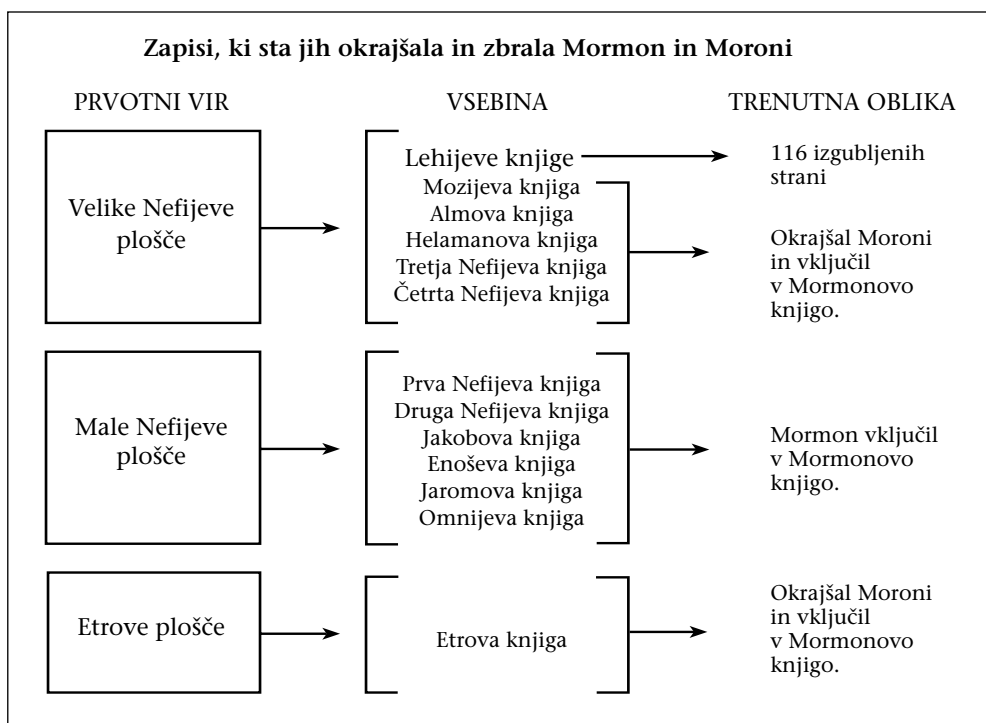 Zapisi, ki sta jih okrajšala in zbrala Mormon in Moroni
PRVOTNI VIR
VSEBINA
TRENUTNA OBLIKA
Velike Nefijeve
plošče
Lehijeve knjige
Mozijeva knjiga
Almova knjiga
Helamanova knjiga
Tretja Nefijeva knjiga
Četrta Nefijeva knjiga
116 izgubljenih
strani
Okrajšal Moroni
in vključil
v Mormonovo
knjigo.
Male Nefijeve
plošče
Prva Nefijeva knjiga
Druga Nefijeva knjiga
Jakobova knjiga
Enoševa knjiga
Jaromova knjiga
Omnijeva knjiga
Mormon vključil
v Mormonovo
knjigo.
Etrove plošče
Etrova knjiga
Okrajšal Moroni
in vključil
v Mormonovo
knjigo.